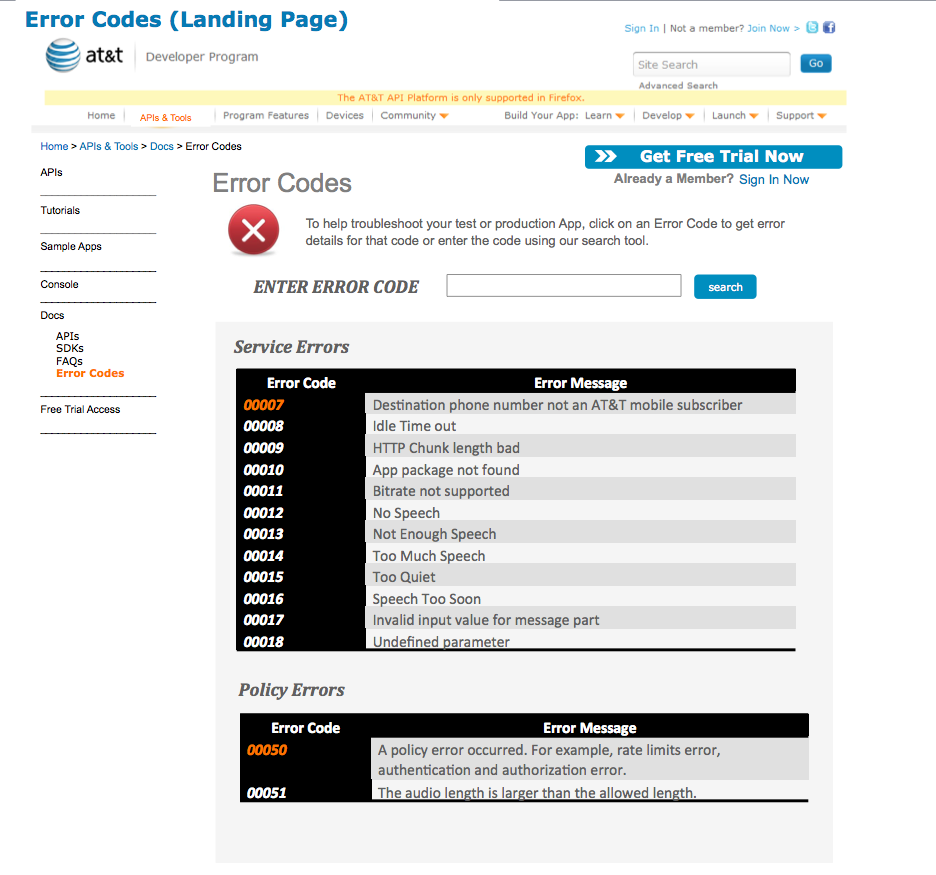 Error Codes (Landing Page)
Sign In | Not a member? Join Now >
at&t Developer Program
Site Search Go
Advanced Search
The AT&T API Platform is only supported in Firefox.
Home APIs & Tools Program Features Devices Community Build Your App: Learn Develop Launch Support
Home > APIs & Tools > Docs > Error Codes
Get Free Trial Now
Already a Member? Sign In Now
APIs
Tutorials
Sample Apps
Console
Docs
APIs
SDKs
FAQs
Error Codes
Free Trial Access
Error Codes
To help troubleshoot your test or production App, click on an Error Code to get error
details for that code or enter the code using our search tool.
ENTER ERROR CODE search
Service Errors
Error Code Error Message
00007 Destination phone number not an AT&T mobile subscriber
00008 Idle Time out
00009 HTTP Chunk length bad
00010 App package not found
00011 Bitrate not supported
00012 No Speech
00013 Not Enough Speech
00014 Too Much Speech
00015 Too Quiet
00016 Speech Too Soon
00017 Invalid input value for message part
00018 Undefined parameter
Policy Errors
Error Code Error Message
00050 A policy error occurred. For example, rate limits error,
authentication and authorization error.
00051 The audio length is larger than the allowed length.